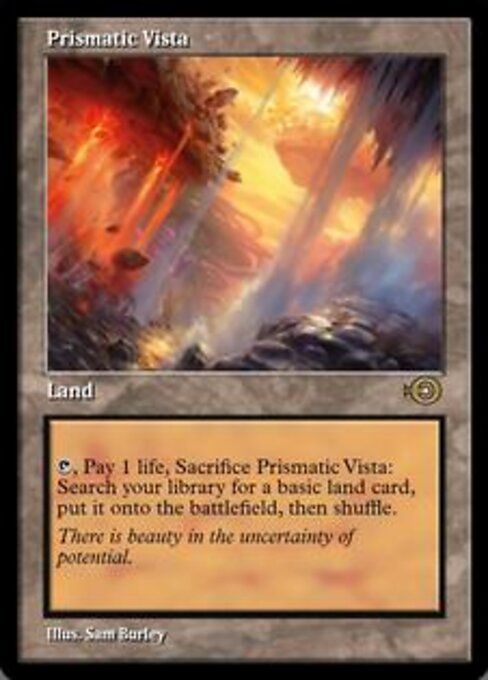 Prismatic Vista
Land
, Pay 1 life, Sacrifice Prismatic Vista:
Search your library for a basic land card,
put it onto the battlefield, then shuffle.
There is beauty in the uncertainty of
potential.
Illus. Sam Burley